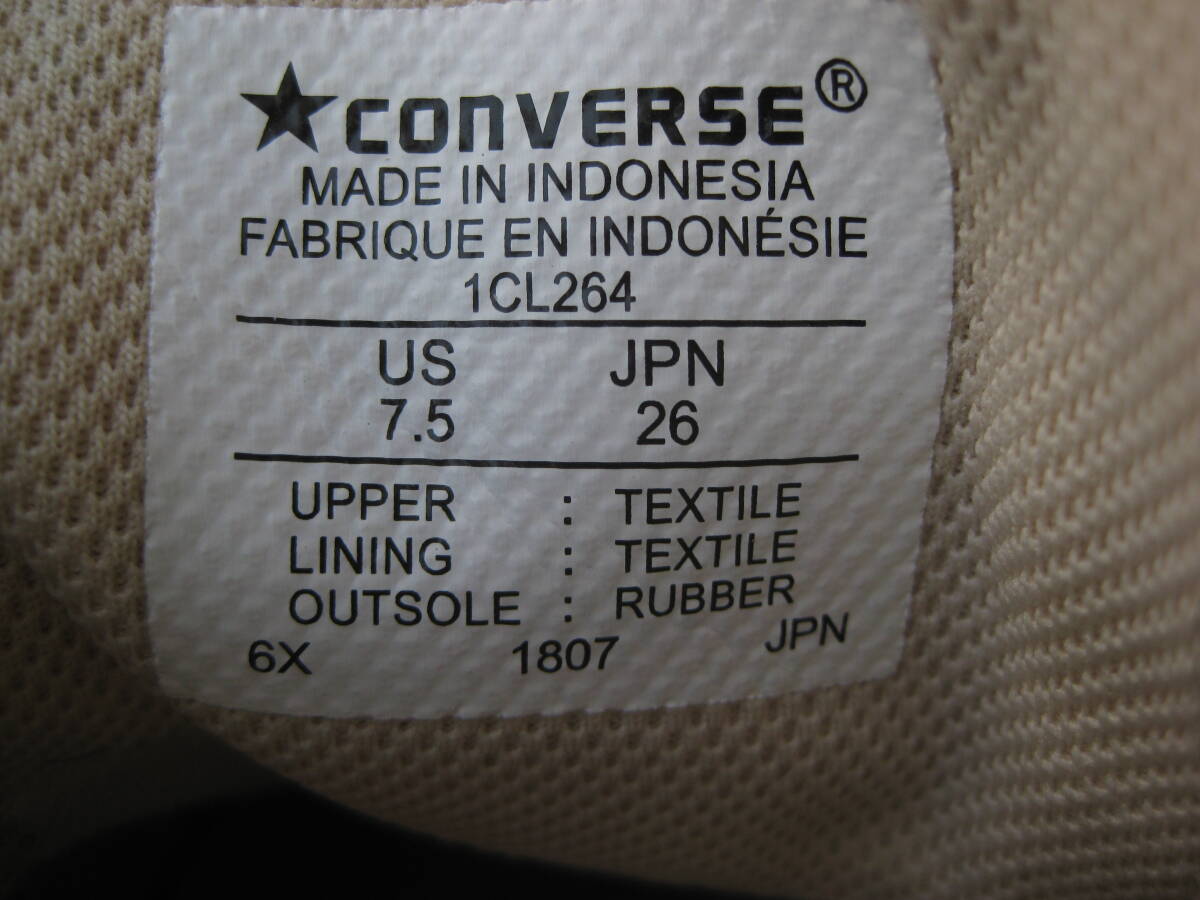 ★CONVERSE®
MADE IN INDONESIA
FABRIQUE EN INDONÉSIE
1CL264
US JPN
7.5 26
UPPER : TEXTILE
LINING : TEXTILE
OUTSOLE : RUBBER
6X 1807 JPN